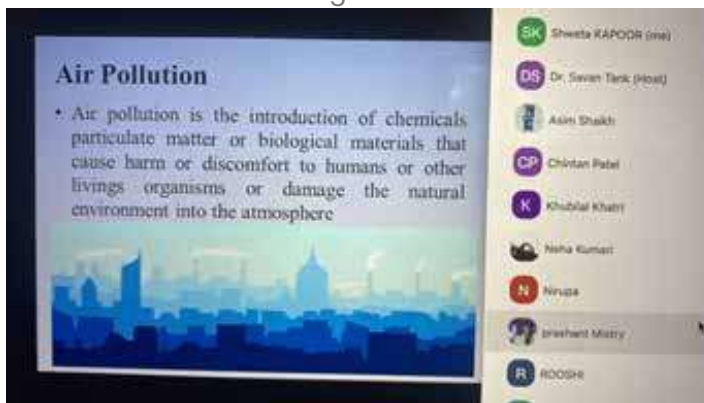 Air Pollution
• Air pollution is the introduction of chemicals
particulate matter or biological materials that
cause harm or discomfort to humans or other
livings organisms or damage the natural
environment into the atmosphere
SK Shweta KAPOOR (me)
DS Dr. Savan Tank (Host)
Asim Shaikh
CP Chintan Patel
K Khubilal Khatri
Neha Kumari
N Nirupa
prashant Mistry
R ROOSHI